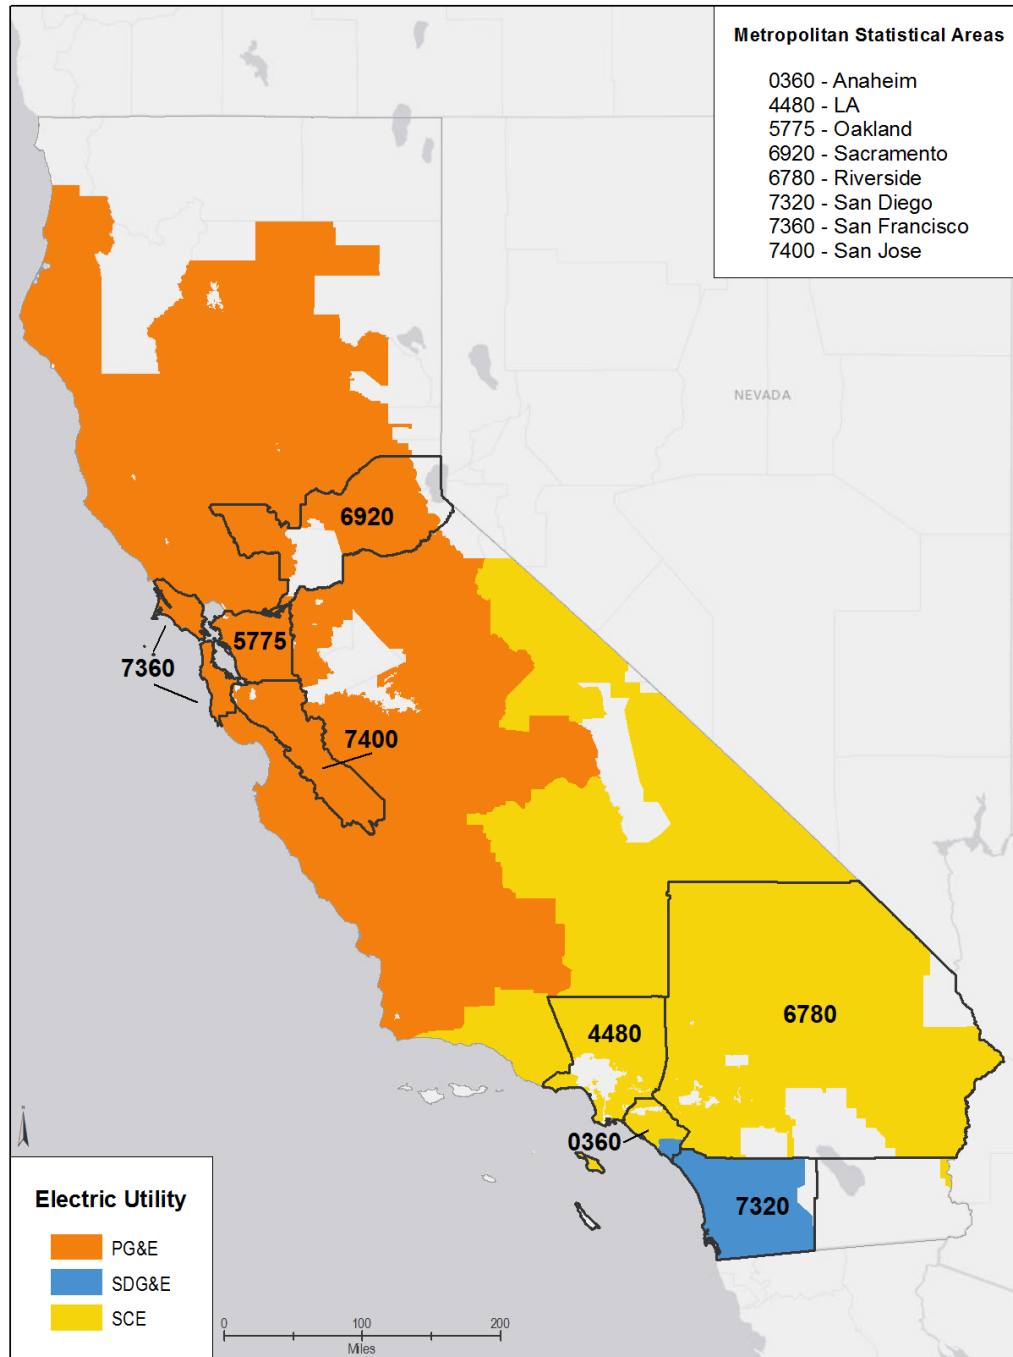 Metropolitan Statistical Areas
0360 - Anaheim
4480 - LA
5775 - Oakland
6920 - Sacramento
6780 - Riverside
7320 - San Diego
7360 - San Francisco
7400 - San Jose
NEVADA
6920
5775
7360
7400
6780
4480
0360
7320
Electric Utility
PG&E
SDG&E
SCE
0 100 200
Miles